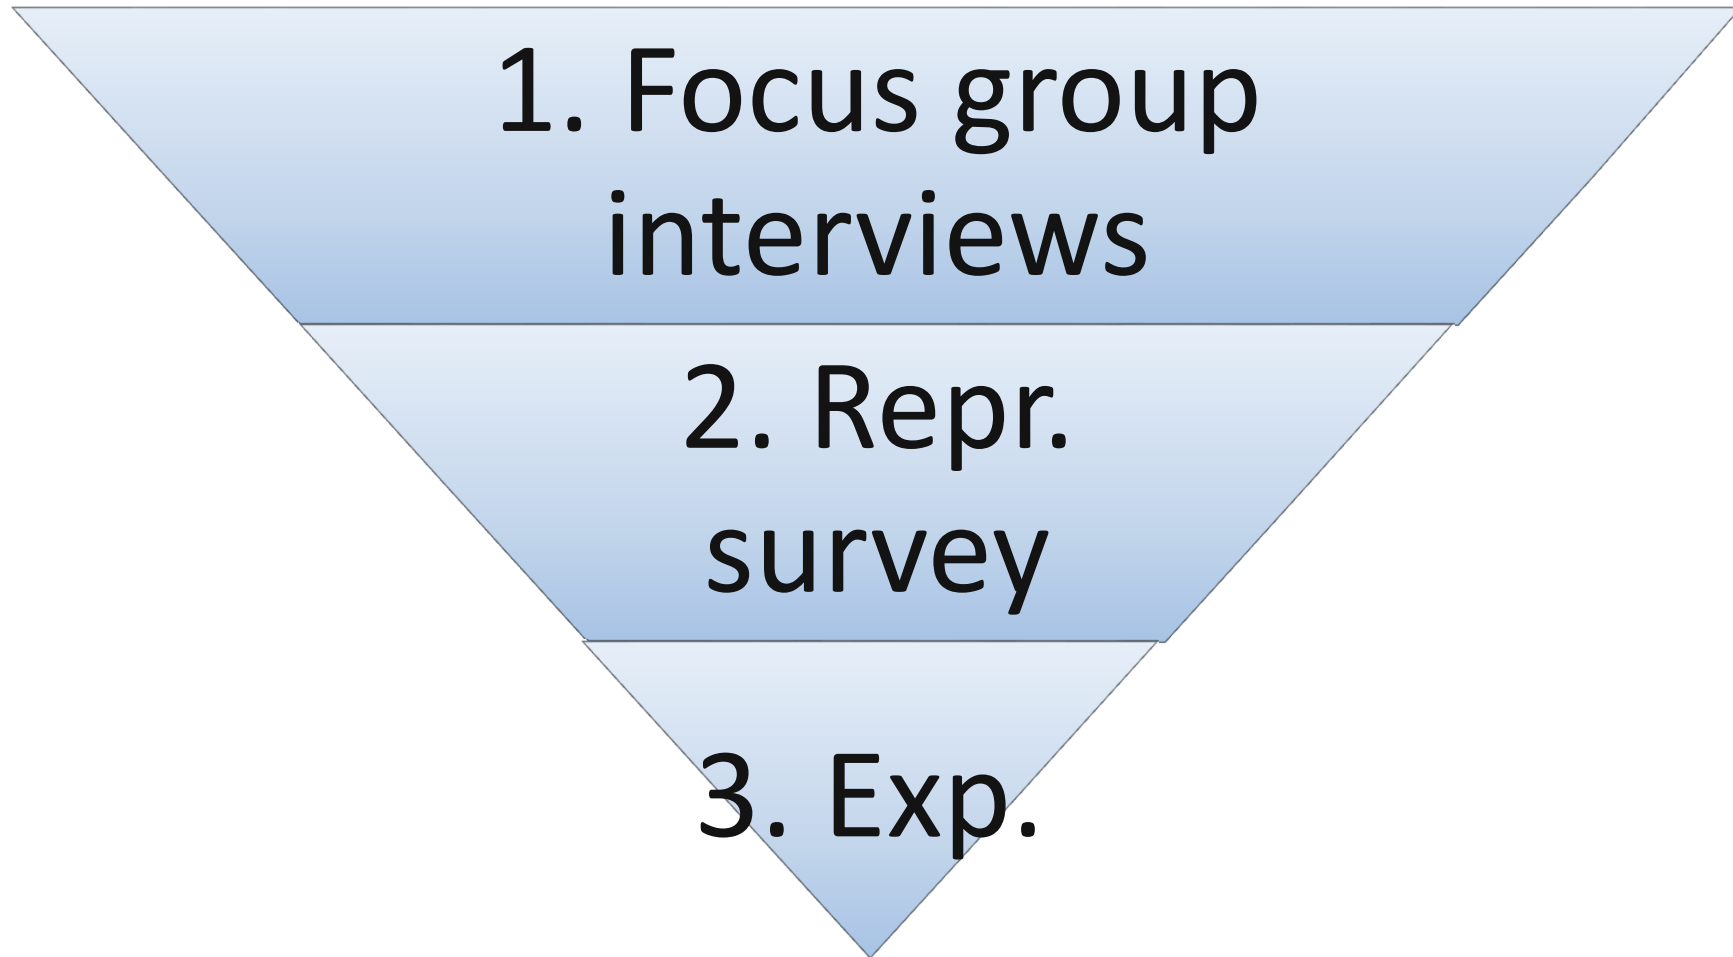 1. Focus group
interviews
2. Repr.
survey
3. Exp.